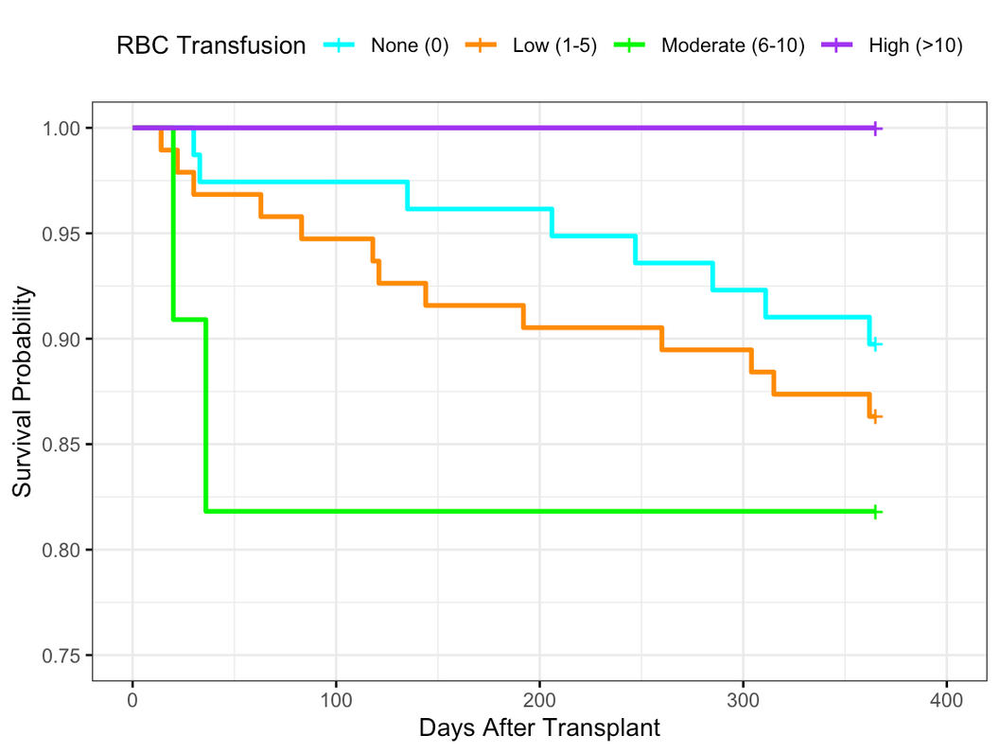 RBC Transfusion None (0) Low (1-5) Moderate (6-10) High (>10)
1.00
0.95
0.90
0.85
0.80
0.75
Survival Probability
0 100 200 300 400
Days After Transplant